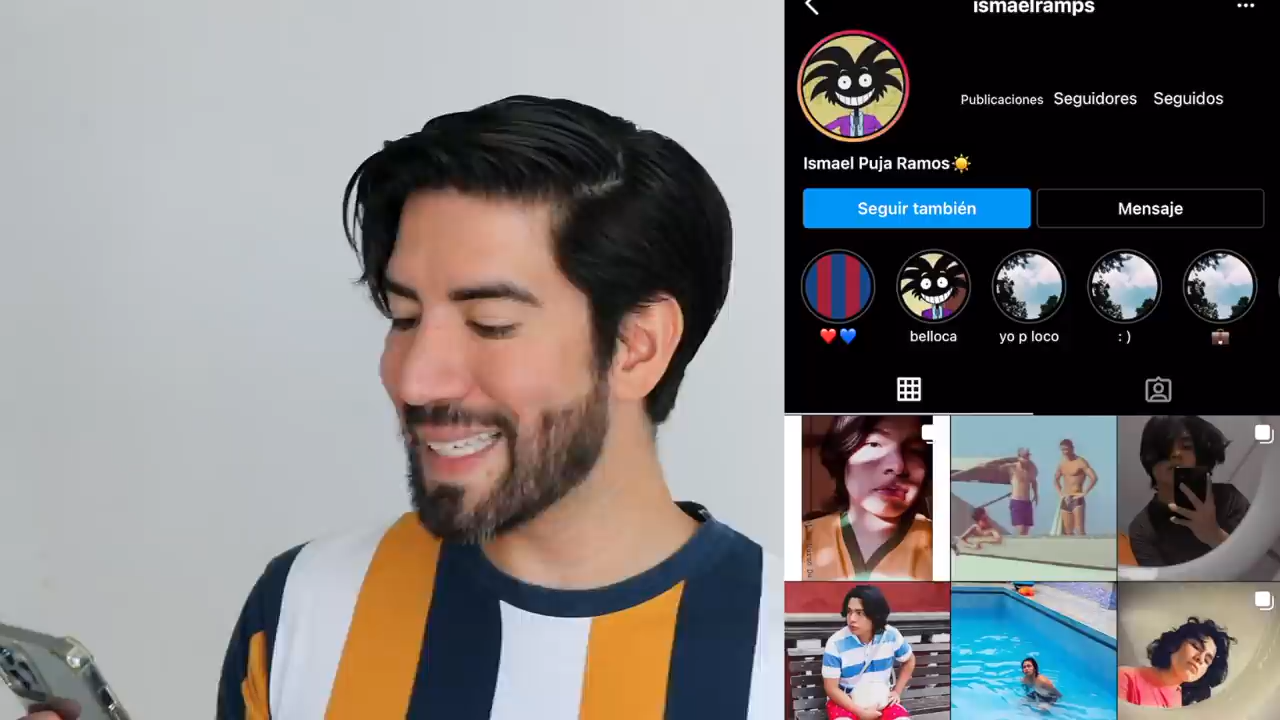 ismaelramps
Publicaciones Seguidores Seguidos
Ismael Puja Ramos☀️
Seguir también Mensaje
❤️💙 belloca yo p loco : ) 💼